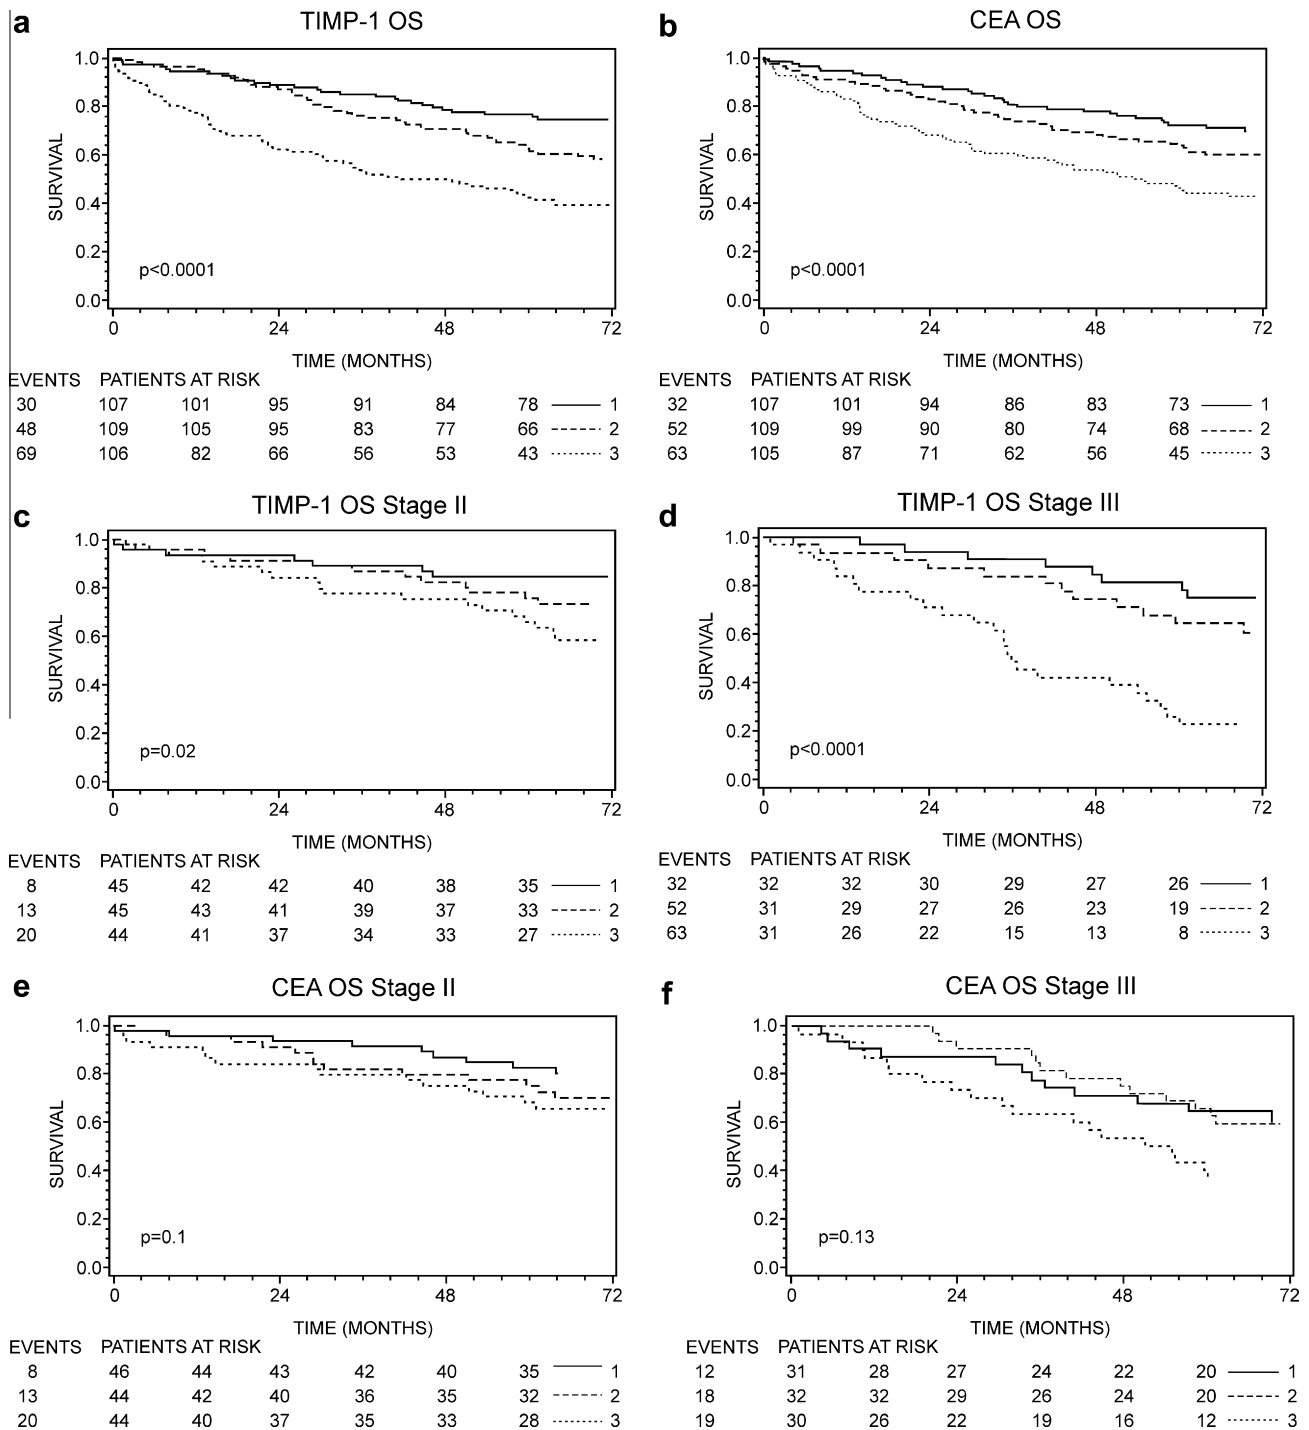 a
TIMP-1 OS
1.0
0.8
0.6
0.4
0.2
0.0
SURVIVAL
p<0.0001
0 24 48 72
TIME (MONTHS)
EVENTS PATIENTS AT RISK
30 107 101 95 91 84 78 1
48 109 105 95 83 77 66 2
69 106 82 66 56 53 43 3
b
CEA OS
1.0
0.8
0.6
0.4
0.2
0.0
SURVIVAL
p<0.0001
0 24 48 72
TIME (MONTHS)
EVENTS PATIENTS AT RISK
32 107 101 94 86 83 73 1
52 109 99 90 80 74 68 2
63 105 87 71 62 56 45 3
c
TIMP-1 OS Stage II
1.0
0.8
0.6
0.4
0.2
0.0
SURVIVAL
p=0.02
0 24 48 72
TIME (MONTHS)
EVENTS PATIENTS AT RISK
8 45 42 42 40 38 35 1
13 45 43 41 39 37 33 2
20 44 41 37 34 33 27 3
d
TIMP-1 OS Stage III
1.0
0.8
0.6
0.4
0.2
0.0
SURVIVAL
p<0.0001
0 24 48 72
TIME (MONTHS)
EVENTS PATIENTS AT RISK
32 32 32 30 29 27 26 1
52 31 29 27 26 23 19 2
63 31 26 22 15 13 8 3
e
CEA OS Stage II
1.0
0.8
0.6
0.4
0.2
0.0
SURVIVAL
p=0.1
0 24 48 72
TIME (MONTHS)
EVENTS PATIENTS AT RISK
8 46 44 43 42 40 35 1
13 44 42 40 36 35 32 2
20 44 40 37 35 33 28 3
f
CEA OS Stage III
1.0
0.8
0.6
0.4
0.2
0.0
SURVIVAL
p=0.13
0 24 48 72
TIME (MONTHS)
EVENTS PATIENTS AT RISK
12 31 28 27 24 22 20 1
18 32 32 29 26 24 20 2
19 30 26 22 19 16 12 3